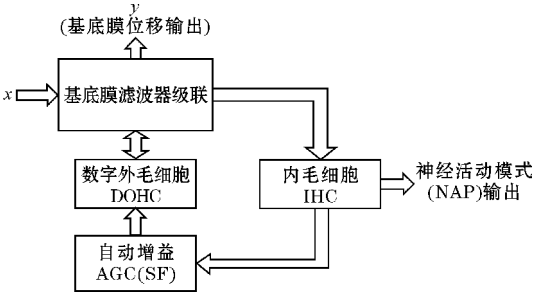 y
(基底膜位移输出)
x
基底膜滤波器级联
数字外毛细胞
DOHC
内毛细胞
IHC
神经活动模式
(NAP)输出
自动增益
AGC(SF)